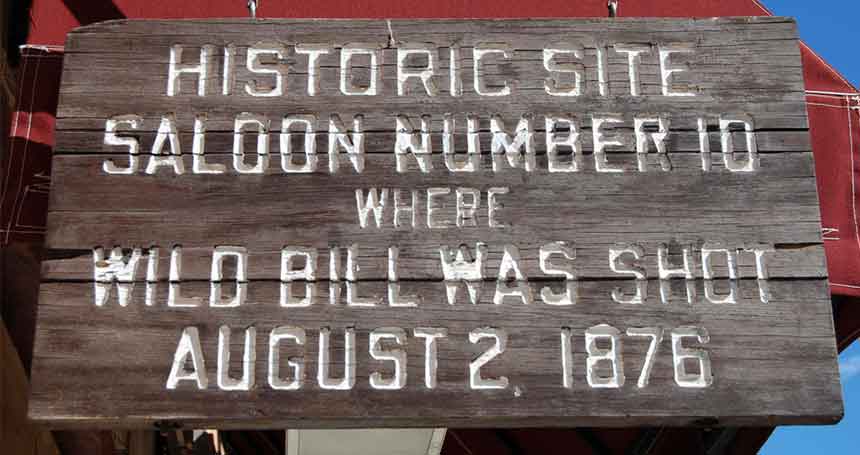 HISTORIC SITE
SALOON NUMBER 10
WHERE
WILD BILL WAS SHOT
AUGUST 2, 1876